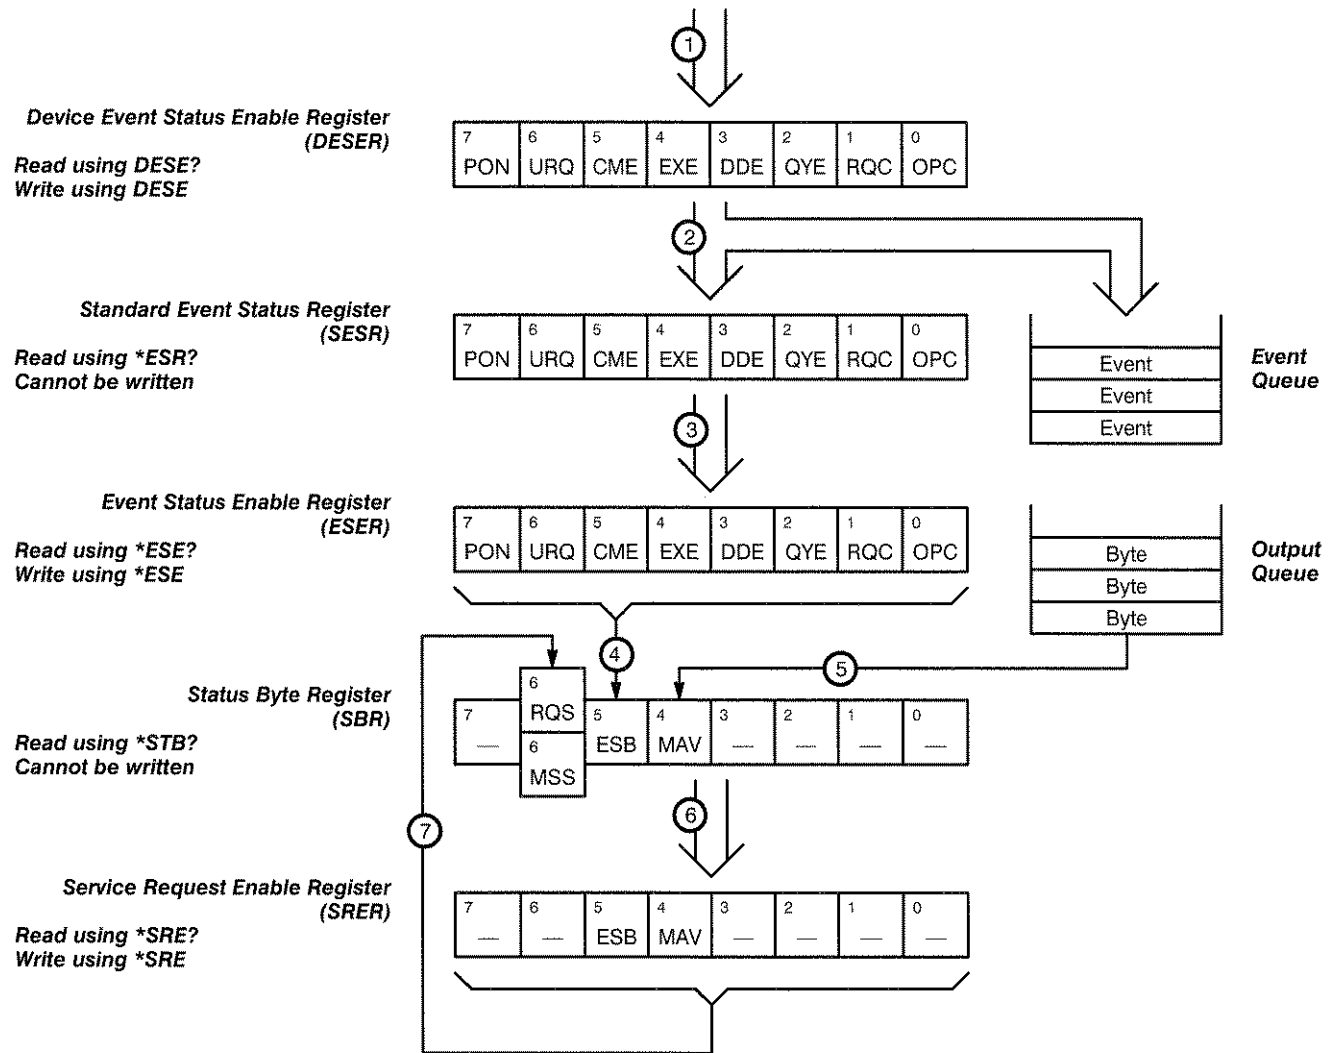 1
Device Event Status Enable Register
(DESER)
Read using DESE?
Write using DESE
7 6 5 4 3 2 1 0
PON URQ CME EXE DDE QYE RQC OPC
2
Standard Event Status Register
(SESR)
Read using *ESR?
Cannot be written
7 6 5 4 3 2 1 0
PON URQ CME EXE DDE QYE RQC OPC
Event
Event
Event
Event
Queue
3
Event Status Enable Register
(ESER)
Read using *ESE?
Write using *ESE
7 6 5 4 3 2 1 0
PON URQ CME EXE DDE QYE RQC OPC
Byte
Byte
Byte
Output
Queue
4
5
Status Byte Register
(SBR)
Read using *STB?
Cannot be written
6
RQS
7 5 4 3 2 1 0
— ESB MAV — — — —
6
MSS
7
6
Service Request Enable Register
(SRER)
Read using *SRE?
Write using *SRE
7 6 5 4 3 2 1 0
— — ESB MAV — — — —